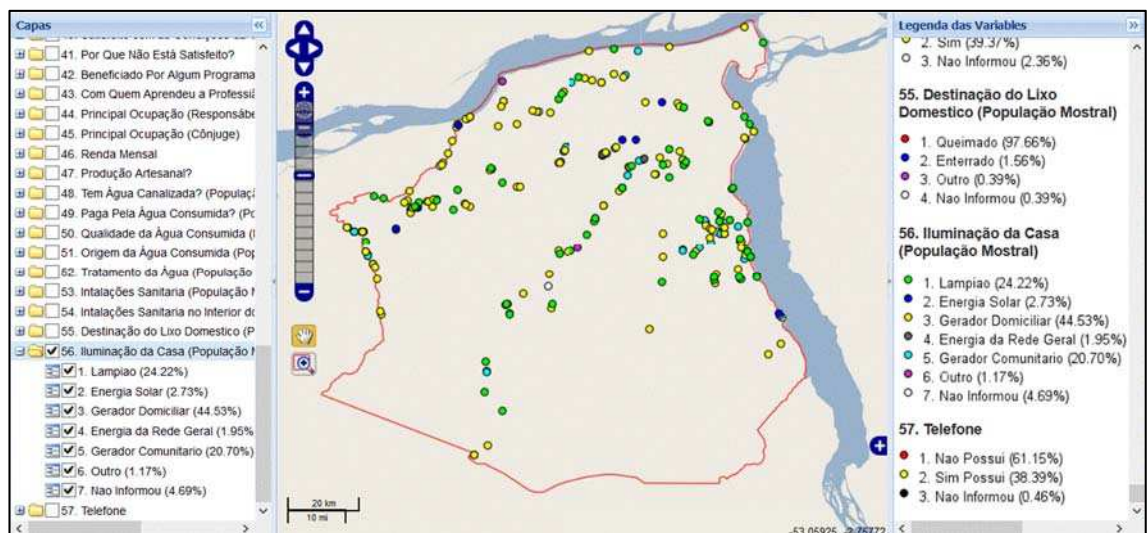 Capas
41. Por Que Não Está Satisfeito?
42. Beneficiado Por Algum Programa
43. Com Quem Aprendeu a Professiã
44. Principal Ocupação (Responsábe
45. Principal Ocupação (Cônjuge)
46. Renda Mensal
47. Produção Artesanal?
48. Tem Água Canalizada? (Populaçã
49. Paga Pela Água Consumida? (Po
50. Qualidade da Água Consumida (
51. Origem da Água Consumida (Pop
52. Tratamento da Água (População
53. Intalações Sanitaria (População M
54. Intalações Sanitaria no Interior do
55. Destinação do Lixo Domestico (P
56. Iluminação da Casa (População M
1. Lampiao (24.22%)
2. Energia Solar (2.73%)
3. Gerador Domiciliar (44.53%)
4. Energia da Rede Geral (1.95%
5. Gerador Comunitario (20.70%)
6. Outro (1.17%)
7. Nao Informou (4.69%)
57. Telefone
20 km
10 mi
Legenda das Variables
2. Sim (39.37%)
3. Nao Informou (2.36%)
55. Destinação do Lixo
Domestico (População Mostral)
1. Queimado (97.66%)
2. Enterrado (1.56%)
3. Outro (0.39%)
4. Nao Informou (0.39%)
56. Iluminação da Casa
(População Mostral)
1. Lampiao (24.22%)
2. Energia Solar (2.73%)
3. Gerador Domiciliar (44.53%)
4. Energia da Rede Geral (1.95%)
5. Gerador Comunitario (20.70%)
6. Outro (1.17%)
7. Nao Informou (4.69%)
57. Telefone
1. Nao Possui (61.15%)
2. Sim Possui (38.39%)
3. Nao Informou (0.46%)